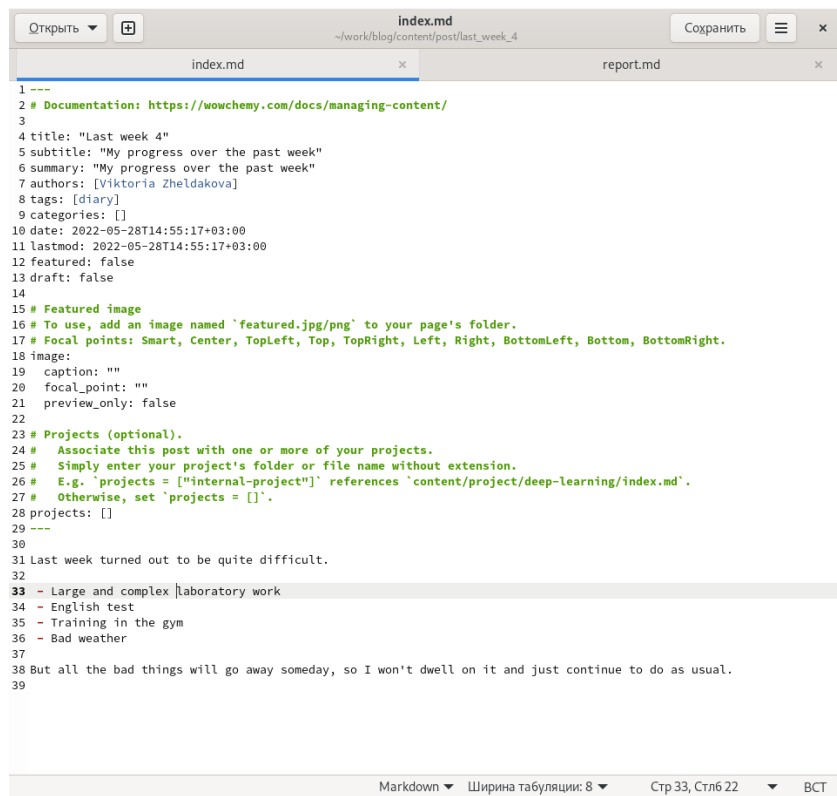 Открыть
index.md
~/work/blog/content/post/last_week_4
Сохранить
index.md
report.md
1 ---
2 # Documentation: https://wowchemy.com/docs/managing-content/
3
4 title: "Last week 4"
5 subtitle: "My progress over the past week"
6 summary: "My progress over the past week"
7 authors: [Viktoria Zheldakova]
8 tags: [diary]
9 categories: []
10 date: 2022-05-28T14:55:17+03:00
11 lastmod: 2022-05-28T14:55:17+03:00
12 featured: false
13 draft: false
14
15 # Featured image
16 # To use, add an image named `featured.jpg/png` to your page's folder.
17 # Focal points: Smart, Center, TopLeft, Top, TopRight, Left, Right, BottomLeft, Bottom, BottomRight.
18 image:
19   caption: ""
20   focal_point: ""
21   preview_only: false
22
23 # Projects (optional).
24 #   Associate this post with one or more of your projects.
25 #   Simply enter your project's folder or file name without extension.
26 #   E.g. `projects = ["internal-project"]` references `content/project/deep-learning/index.md`.
27 #   Otherwise, set `projects = []`.
28 projects: []
29 ---
30
31 Last week turned out to be quite difficult.
32
33  - Large and complex laboratory work
34  - English test
35  - Training in the gym
36  - Bad weather
37
38 But all the bad things will go away someday, so I won't dwell on it and just continue to do as usual.
39
Markdown Ширина табуляции: 8 Стр 33, Стлб 22 ВСТ